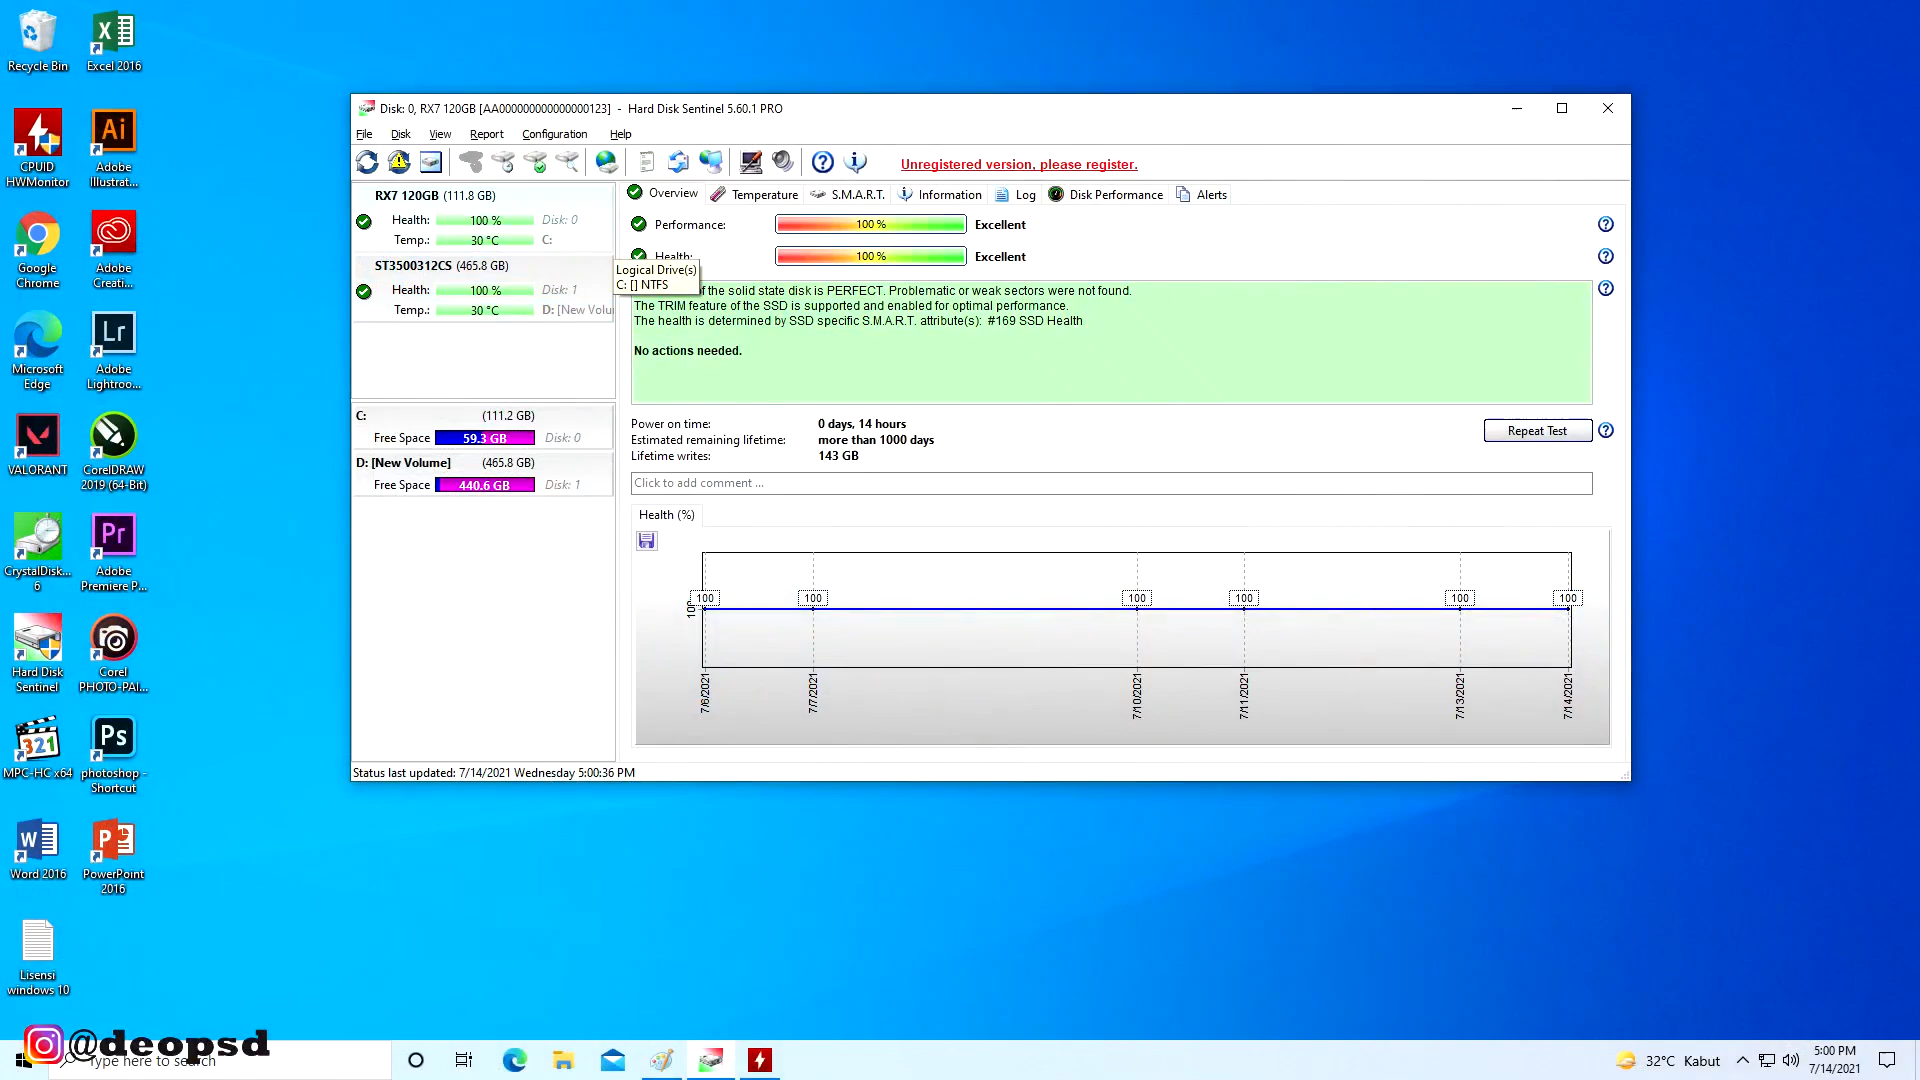 Recycle Bin
Excel 2016
CPUID
HWMonitor
Adobe
Illustrat...
Google
Chrome
Adobe
Creati...
Microsoft
Edge
Adobe
Lightroo...
VALORANT
CorelDRAW
2019 (64-Bit)
CrystalDisk...
6
Adobe
Premiere P...
Hard Disk
Sentinel
Corel
PHOTO-PAI...
MPC-HC x64
photoshop -
Shortcut
Word 2016
PowerPoint
2016
Lisensi
windows 10
Disk: 0, RX7 120GB [AA000000000000000123] - Hard Disk Sentinel 5.60.1 PRO
File Disk View Report Configuration Help
Unregistered version, please register.
RX7 120GB (111.8 GB)
Health: 100 % Disk: 0
Temp.: 30 °C C:
ST3500312CS (465.8 GB)
Health: 100 % Disk: 1
Temp.: 30 °C D: [New Volu
C: (111.2 GB)
Free Space 59.3 GB Disk: 0
D: [New Volume] (465.8 GB)
Free Space 440.6 GB Disk: 1
Overview Temperature S.M.A.R.T. Information Log Disk Performance Alerts
Performance: 100 % Excellent
Health: 100 % Excellent
Logical Drive(s)
C: [] NTFS
of the solid state disk is PERFECT. Problematic or weak sectors were not found.
The TRIM feature of the SSD is supported and enabled for optimal performance.
The health is determined by SSD specific S.M.A.R.T. attribute(s): #169 SSD Health
No actions needed.
Power on time: 0 days, 14 hours
Estimated remaining lifetime: more than 1000 days
Lifetime writes: 143 GB
Repeat Test
Click to add comment ...
Health (%)
100
100 100 100 100 100 100
7/6/2021 7/7/2021 7/10/2021 7/11/2021 7/13/2021 7/14/2021
Status last updated: 7/14/2021 Wednesday 5:00:36 PM
@deopsd
Type here to search
32°C Kabut
5:00 PM
7/14/2021